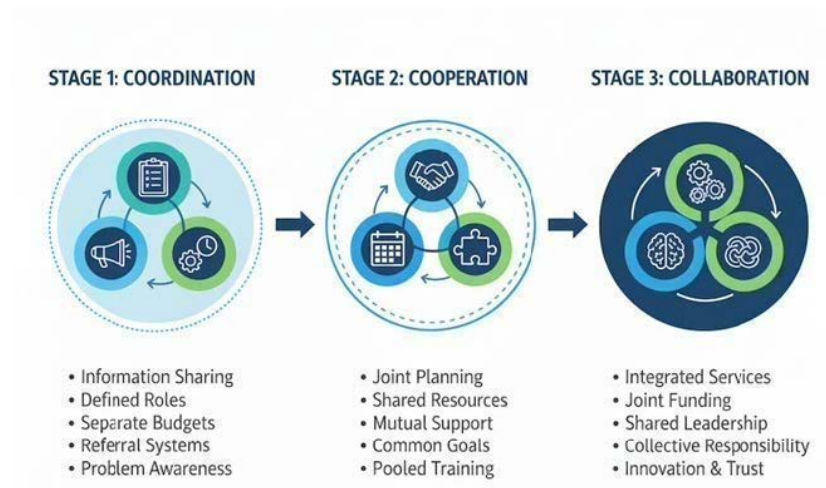 STAGE 1: COORDINATION
STAGE 2: COOPERATION
STAGE 3: COLLABORATION
• Information Sharing
• Defined Roles
• Separate Budgets
• Referral Systems
• Problem Awareness
• Joint Planning
• Shared Resources
• Mutual Support
• Common Goals
• Pooled Training
• Integrated Services
• Joint Funding
• Shared Leadership
• Collective Responsibility
• Innovation & Trust